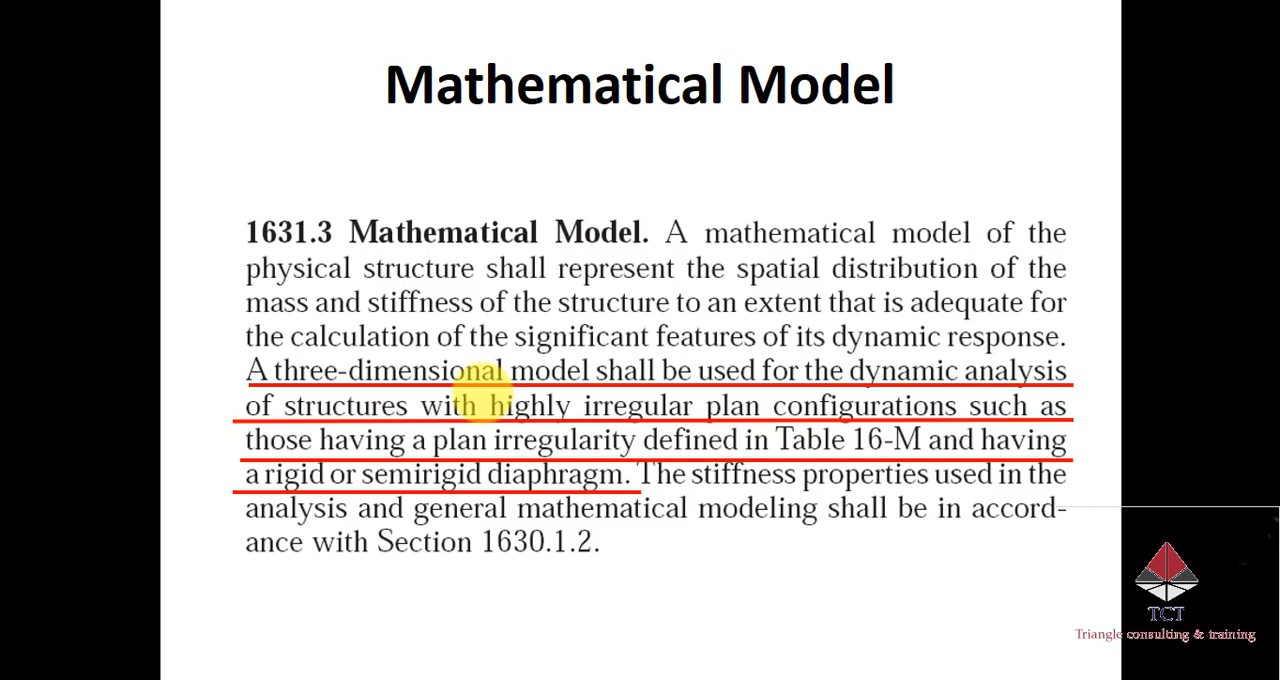 Mathematical Model
1631.3 Mathematical Model. A mathematical model of the
physical structure shall represent the spatial distribution of the
mass and stiffness of the structure to an extent that is adequate for
the calculation of the significant features of its dynamic response.
A three-dimensional model shall be used for the dynamic analysis
of structures with highly irregular plan configurations such as
those having a plan irregularity defined in Table 16-M and having
a rigid or semirigid diaphragm. The stiffness properties used in the
analysis and general mathematical modeling shall be in accord-
ance with Section 1630.1.2.
TCT
Triangle consulting & training